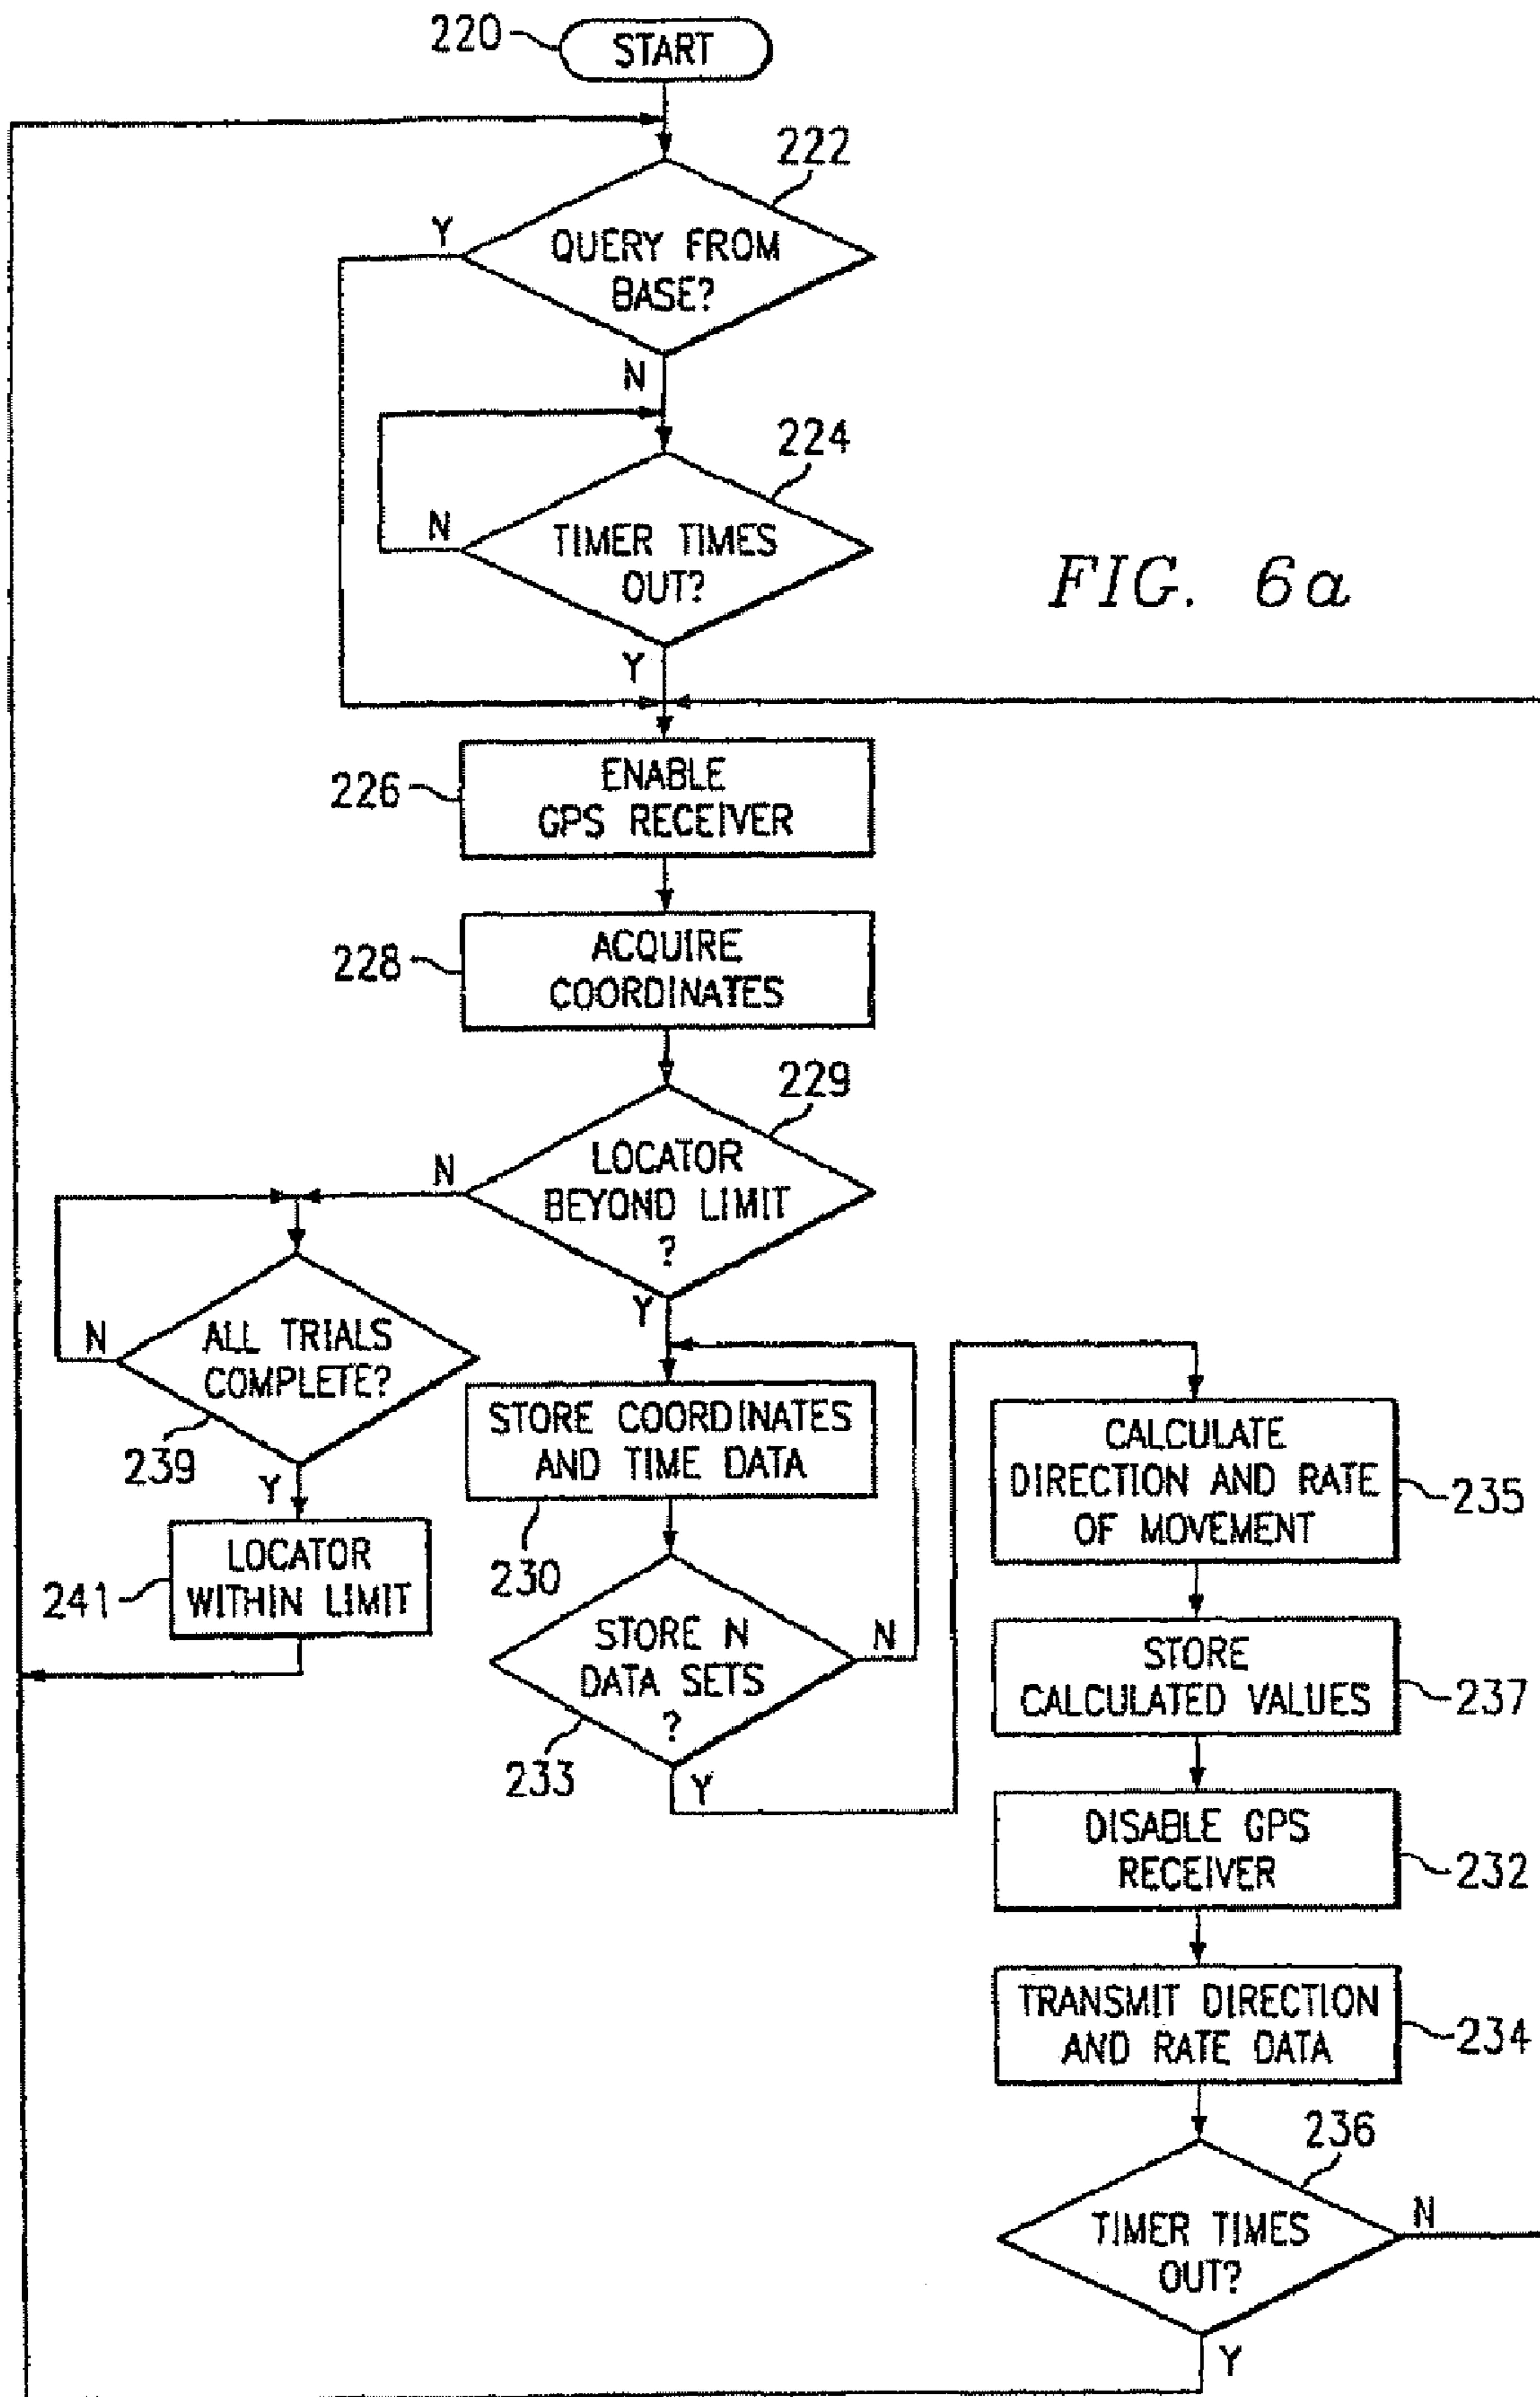 220
START
222
Y
QUERY FROM
BASE?
N
224
N
TIMER TIMES
OUT?
FIG. 6a
Y
226
ENABLE
GPS RECEIVER
228
ACQUIRE
COORDINATES
229
N
LOCATOR
BEYOND LIMIT
?
Y
N
ALL TRIALS
COMPLETE?
239
Y
STORE COORDINATES
AND TIME DATA
230
241
LOCATOR
WITHIN LIMIT
STORE N
DATA SETS
?
N
233
Y
CALCULATE
DIRECTION AND RATE
OF MOVEMENT
235
STORE
CALCULATED VALUES
237
DISABLE GPS
RECEIVER
232
TRANSMIT DIRECTION
AND RATE DATA
234
236
TIMER TIMES
OUT?
N
Y